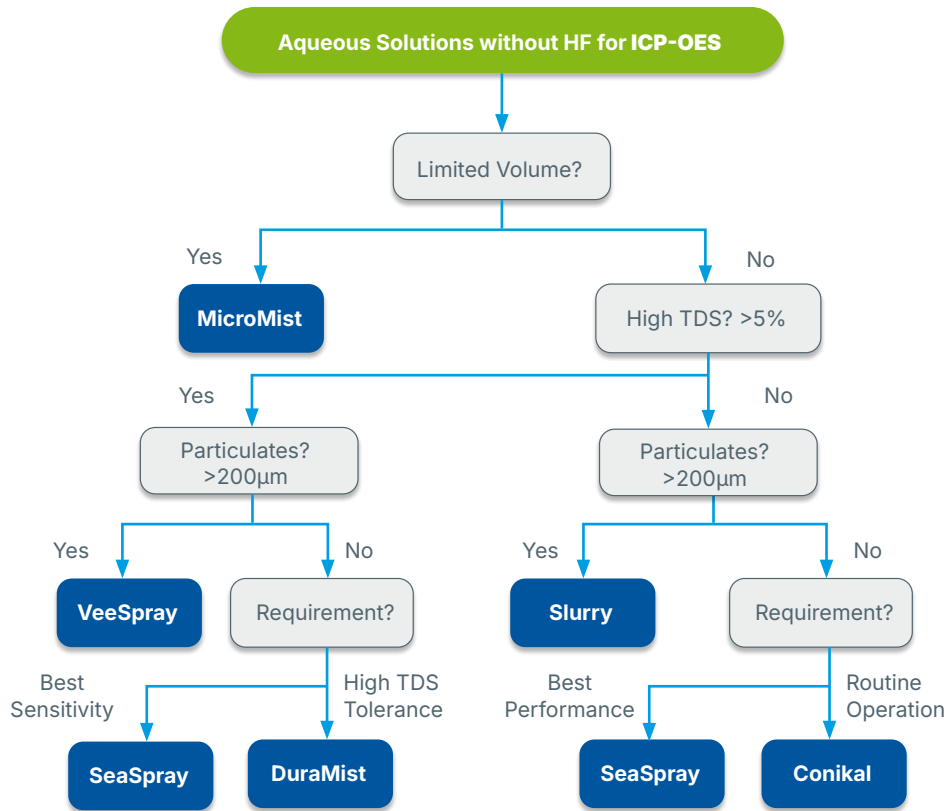 Aqueous Solutions without HF for ICP-OES
Limited Volume?
Yes
No
MicroMist
High TDS? >5%
Yes
No
Particulates?
>200µm
Particulates?
>200µm
Yes
No
Yes
No
VeeSpray
Requirement?
Slurry
Requirement?
Best
Sensitivity
High TDS
Tolerance
Best
Performance
Routine
Operation
SeaSpray
DuraMist
SeaSpray
Conikal